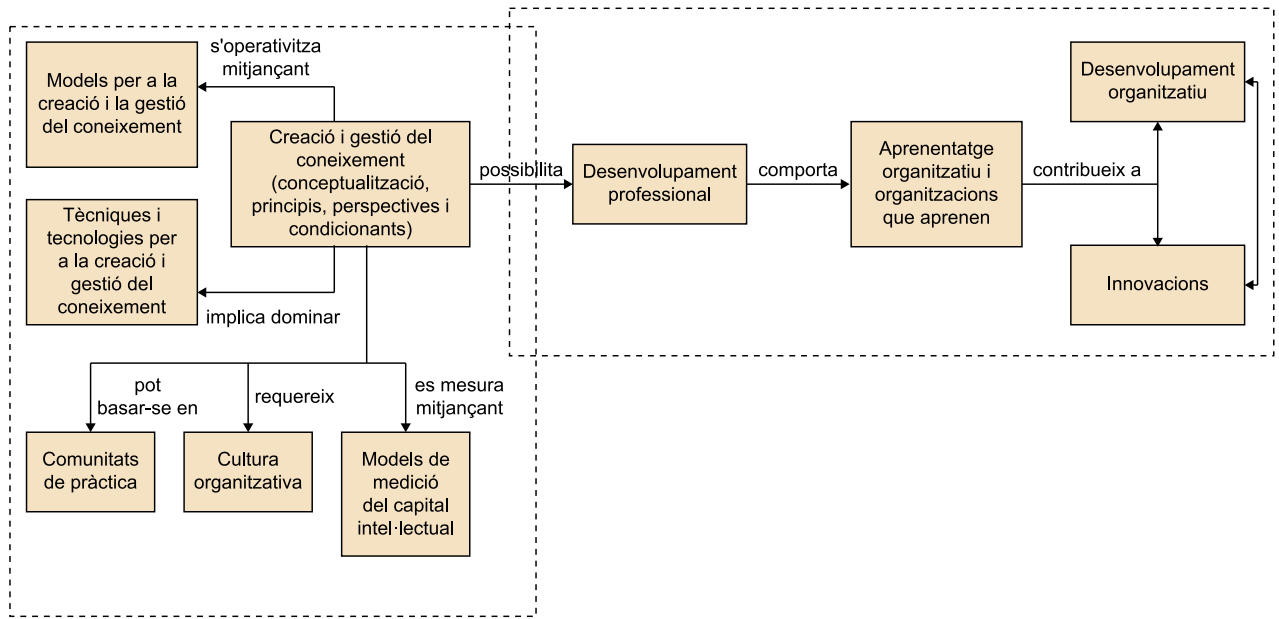 s'operativitza
mitjançant
Models per a la
creació i la gestió
del coneixement
Creació i gestió del
coneixement
(conceptualització,
principis, perspectives i
condicionants)
Tècniques i
tecnologies per
a la creació i
gestió del
coneixement
implica dominar
pot
basar-se en
requereix
es mesura
mitjançant
Comunitats
de pràctica
Cultura
organitzativa
Models de
medició
del capital
intel·lectual
possibilita
Desenvolupament
professional
comporta
Aprenentatge
organitzatiu i
organitzacions
que aprenen
contribueix a
Desenvolupament
organitzatiu
Innovacions